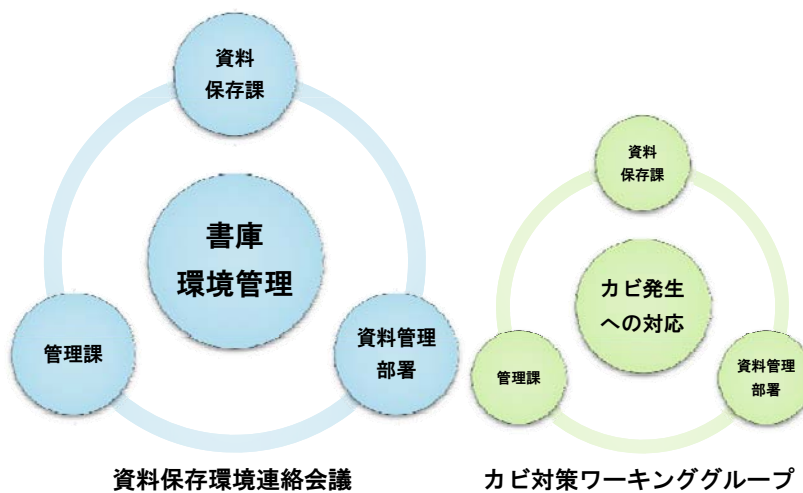 資料
保存課
書庫
環境管理
管理課
資料管理
部署
資料保存環境連絡会議
資料
保存課
カビ発生
への対応
管理課
資料管理
部署
カビ対策ワーキンググループ